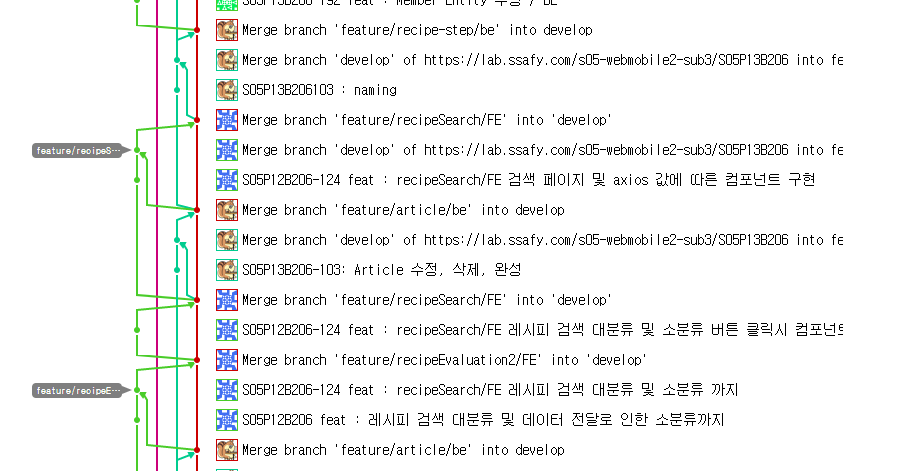 S05P13B206-192 feat : Member Entity 수정 / BE
Merge branch 'feature/recipe-step/be' into develop
Merge branch 'develop' of https://lab.ssafy.com/s05-webmobile2-sub3/S05P13B206 into fe
S05P13B206103 : naming
Merge branch 'feature/recipeSearch/FE' into 'develop'
feature/recipeS…
Merge branch 'develop' of https://lab.ssafy.com/s05-webmobile2-sub3/S05P13B206 into fe
S05P12B206-124 feat : recipeSearch/FE 검색 페이지 및 axios 값에 따른 컴포넌트 구현
Merge branch 'feature/article/be' into develop
Merge branch 'develop' of https://lab.ssafy.com/s05-webmobile2-sub3/S05P13B206 into fe
S05P13B206-103: Article 수정, 삭제, 완성
Merge branch 'feature/recipeSearch/FE' into 'develop'
S05P12B206-124 feat : recipeSearch/FE 레시피 검색 대분류 및 소분류 버튼 클릭시 컴포넌트
Merge branch 'feature/recipeEvaluation2/FE' into 'develop'
feature/recipeE…
S05P12B206-124 feat : recipeSearch/FE 레시피 검색 대분류 및 소분류 까지
S05P12B206 feat : 레시피 검색 대분류 및 데이터 전달로 인한 소분류까지
Merge branch 'feature/article/be' into develop